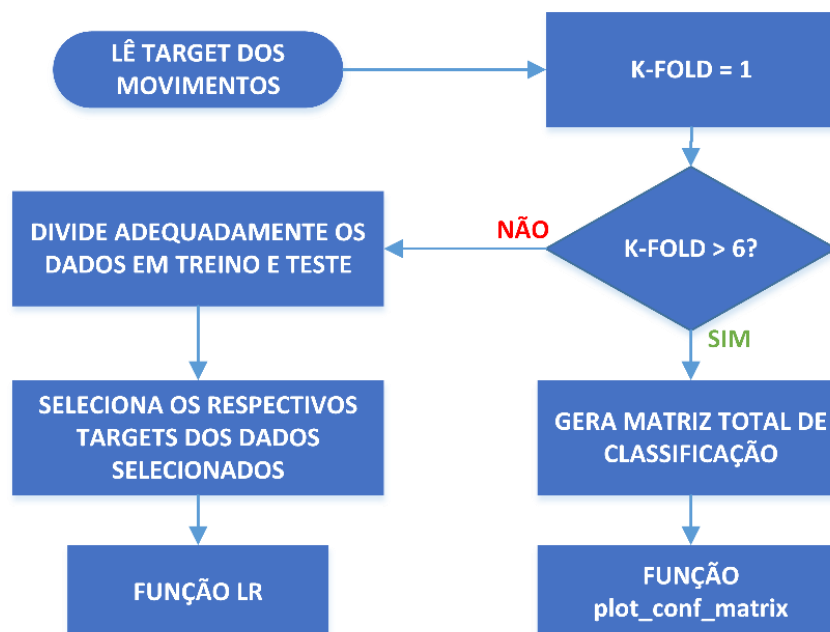 LÊ TARGET DOS
MOVIMENTOS
K-FOLD = 1
K-FOLD > 6?
NÃO
SIM
DIVIDE ADEQUADAMENTE OS
DADOS EM TREINO E TESTE
SELECIONA OS RESPECTIVOS
TARGETS DOS DADOS
SELECIONADOS
FUNÇÃO LR
GERA MATRIZ TOTAL DE
CLASSIFICAÇÃO
FUNÇÃO
plot_conf_matrix